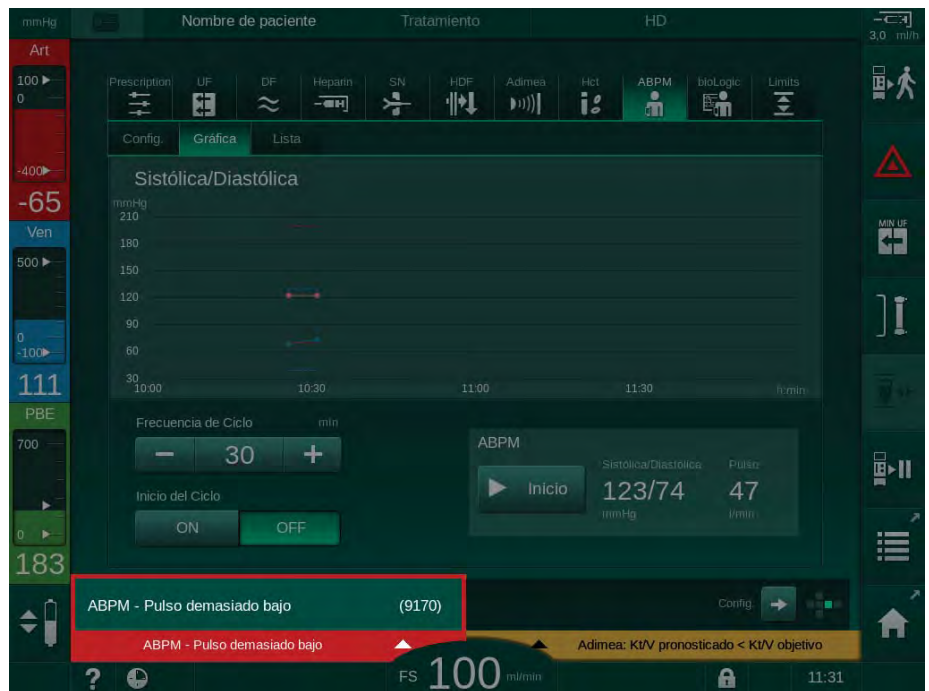 mmHg
Nombre de paciente
Tratamiento
HD
3,0 ml/h
Art
100
0
-400
-65
Ven
500
0
-100
111
PBE
700
0
183
Prescription
UF
DF
Heparin
SN
HDF
Adimea
Hct
ABPM
bioLogic
Limits
Config.
Gráfica
Lista
Sistólica/Diastólica
mmHg
210
180
150
120
90
60
30
10:00
10:30
11:00
11:30
h:min
Frecuencia de Ciclo
min
− 30 +
Inicio del Ciclo
ON
OFF
ABPM
Inicio
Sistólica/Diastólica
Pulso
123/74
47
mmHg
l/min
MIN UF
ABPM - Pulso demasiado bajo (9170)
Config.
ABPM - Pulso demasiado bajo
Adimea: Kt/V pronosticado < Kt/V objetivo
?
FS 100 ml/min
11:31